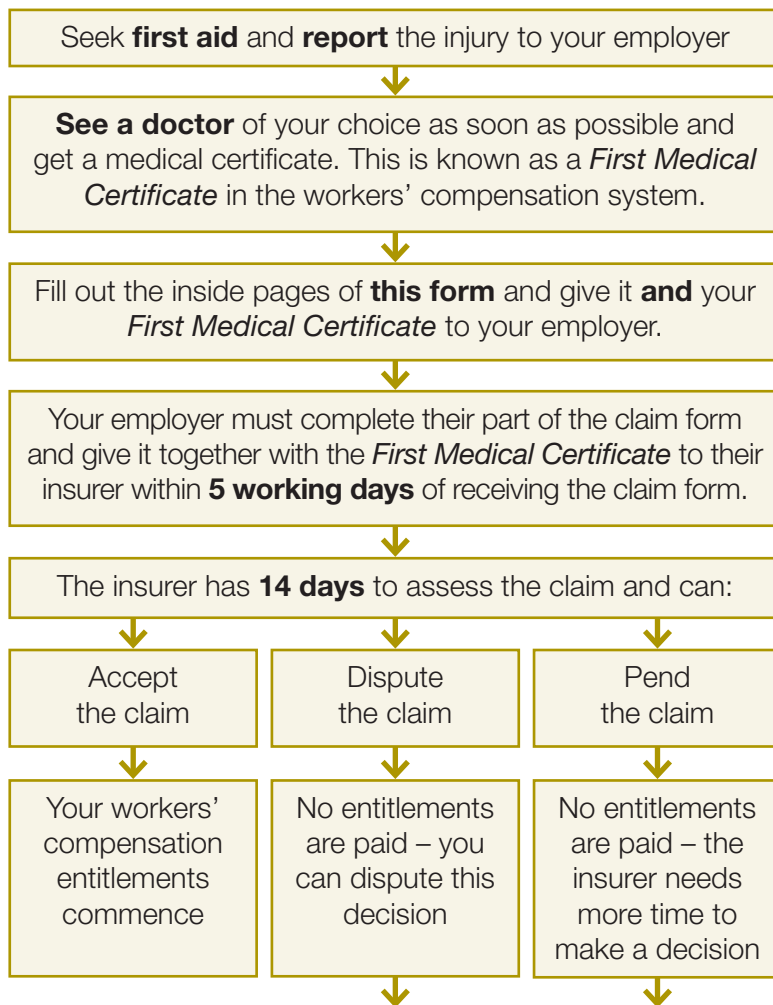 Seek first aid and report the injury to your employer
See a doctor of your choice as soon as possible and
get a medical certificate. This is known as a First Medical
Certificate in the workers’ compensation system.
Fill out the inside pages of this form and give it and your
First Medical Certificate to your employer.
Your employer must complete their part of the claim form
and give it together with the First Medical Certificate to their
insurer within 5 working days of receiving the claim form.
The insurer has 14 days to assess the claim and can:
Accept
the claim
Dispute
the claim
Pend
the claim
Your workers’
compensation
entitlements
commence
No entitlements
are paid – you
can dispute this
decision
No entitlements
are paid – the
insurer needs
more time to
make a decision